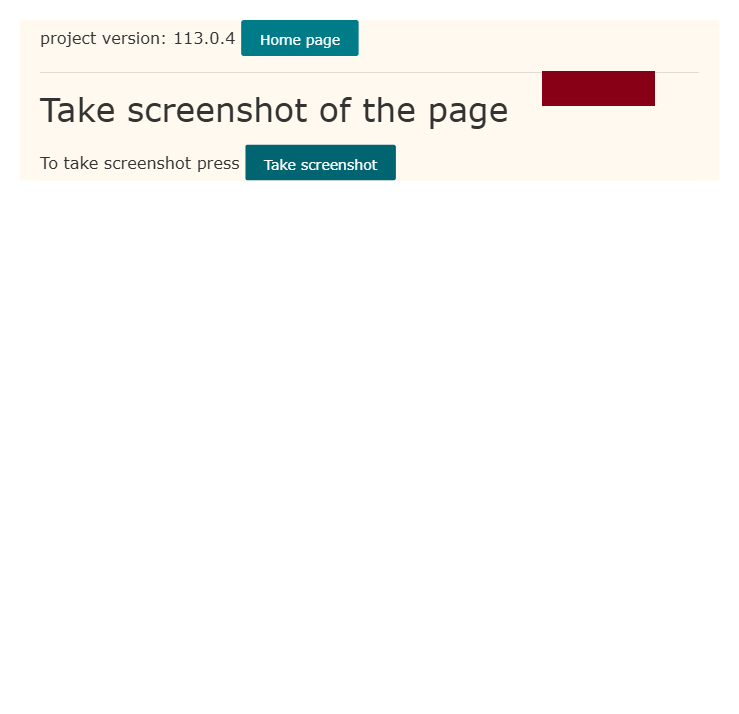 project version: 113.0.4 Home page
Take screenshot of the page
To take screenshot press Take screenshot